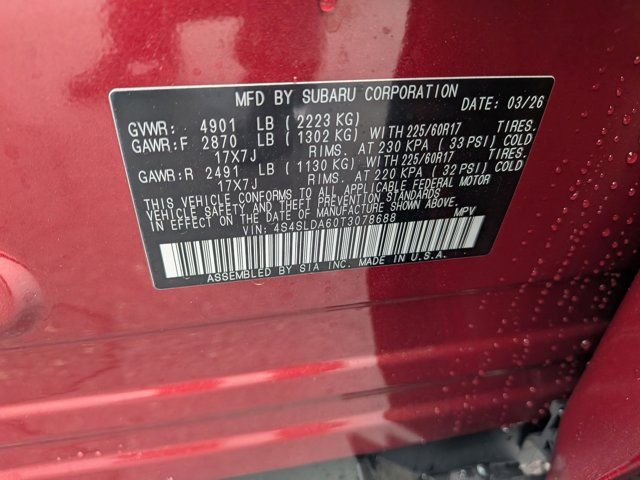 MFD BY SUBARU CORPORATION DATE: 03/26
GVWR: 4901 LB ( 2223 KG)
GAWR:F 2870 LB ( 1302 KG) WITH 225/60R17 TIRES.
17X7J RIMS. AT 230 KPA ( 33 PSI) COLD
GAWR:R 2491 LB ( 1130 KG) WITH 225/60R17 TIRES.
17X7J RIMS. AT 220 KPA ( 32 PSI) COLD
THIS VEHICLE CONFORMS TO ALL APPLICABLE FEDERAL MOTOR
VEHICLE SAFETY AND THEFT PREVENTION STANDARDS
IN EFFECT ON THE DATE OF MANUFACTURE SHOWN ABOVE.
VIN: 4S4SLDA60T3078688 MPV
ASSEMBLED BY SIA INC. MADE IN U.S.A.